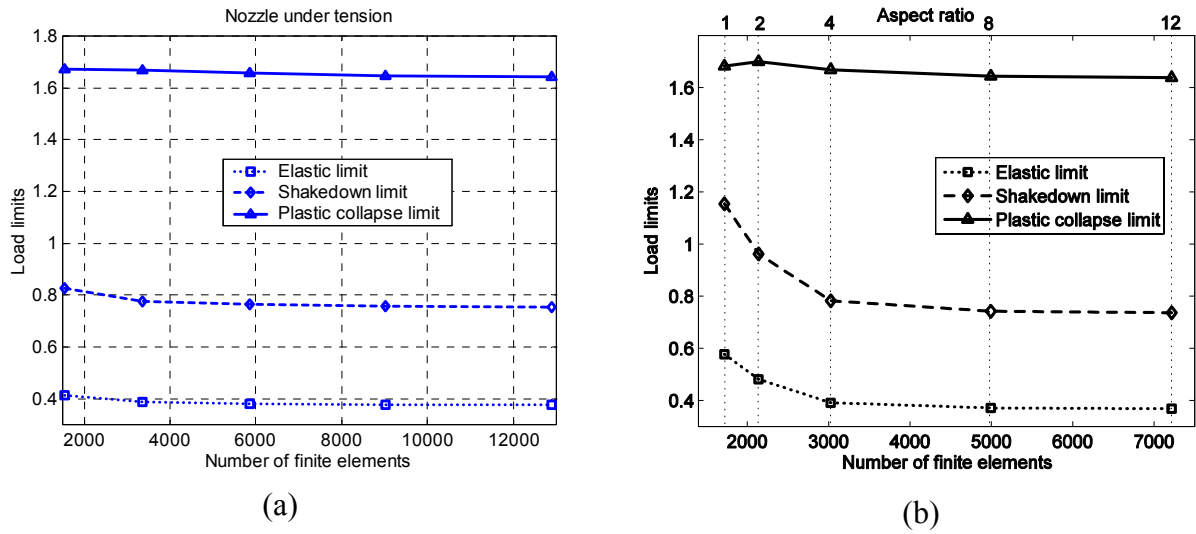 Nozzle under tension
1.8
1.6
1.4
1.2
1
0.8
0.6
0.4
Load limits
Elastic limit
Shakedown limit
Plastic collapse limit
2000 4000 6000 8000 10000 12000
Number of finite elements
(a)
Aspect ratio
1 2 4 8 12
1.6
1.4
1.2
1
0.8
0.6
0.4
Load limits
Elastic limit
Shakedown limit
Plastic collapse limit
2000 3000 4000 5000 6000 7000
Number of finite elements
(b)